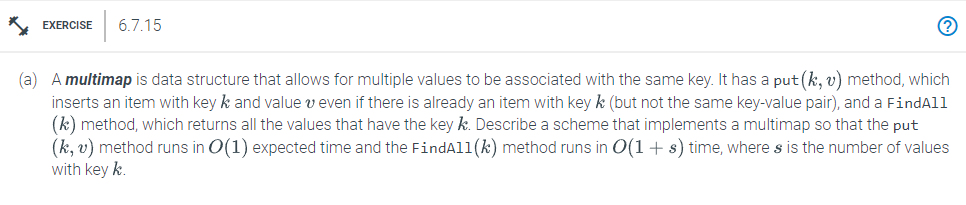 EXERCISE 6.7.15
(a) A multimap is data structure that allows for multiple values to be associated with the same key. It has a put(k, v) method, which
inserts an item with key k and value v even if there is already an item with key k (but not the same key-value pair), and a FindAll
(k) method, which returns all the values that have the key k. Describe a scheme that implements a multimap so that the put
(k, v) method runs in O(1) expected time and the FindAll(k) method runs in O(1 + s) time, where s is the number of values
with key k.